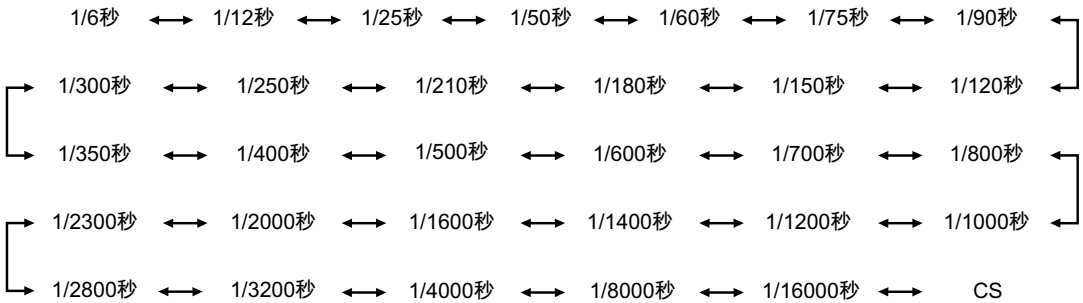 1/6秒 1/12秒 1/25秒 1/50秒 1/60秒 1/75秒 1/90秒
1/300秒 1/250秒 1/210秒 1/180秒 1/150秒 1/120秒
1/350秒 1/400秒 1/500秒 1/600秒 1/700秒 1/800秒
1/2300秒 1/2000秒 1/1600秒 1/1400秒 1/1200秒 1/1000秒
1/2800秒 1/3200秒 1/4000秒 1/8000秒 1/16000秒 CS